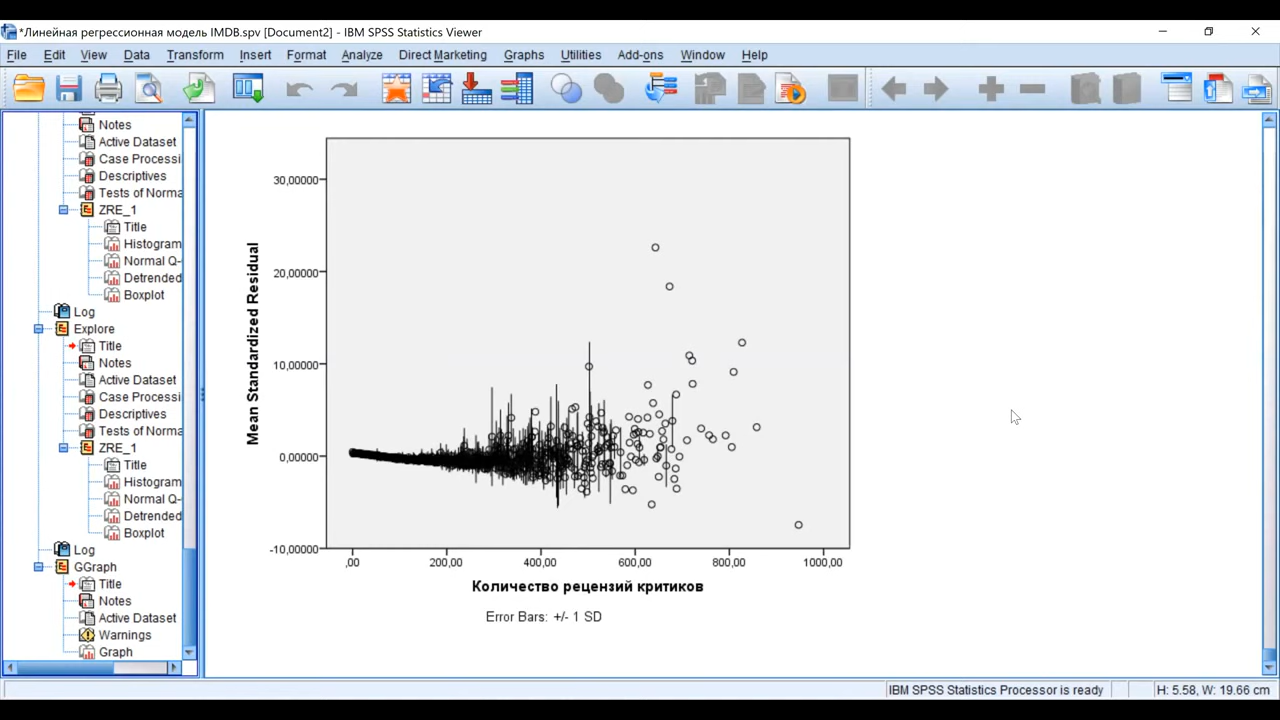 *Линейная регрессионная модель IMDB.spv [Document2] - IBM SPSS Statistics Viewer
File Edit View Data Transform Insert Format Analyze Direct Marketing Graphs Utilities Add-ons Window Help
Notes
Active Dataset
Case Processi
Descriptives
Tests of Norma
ZRE_1
Title
Histogram
Normal Q-
Detrended
Boxplot
Log
Explore
Title
Notes
Active Dataset
Case Processi
Descriptives
Tests of Norma
ZRE_1
Title
Histogram
Normal Q-
Detrended
Boxplot
Log
GGraph
Title
Notes
Active Dataset
Warnings
Graph
Mean Standardized Residual
30,00000
20,00000
10,00000
0,00000
-10,00000
,00 200,00 400,00 600,00 800,00 1000,00
Количество рецензий критиков
Error Bars: +/- 1 SD
IBM SPSS Statistics Processor is ready
H: 5.58, W: 19.66 cm